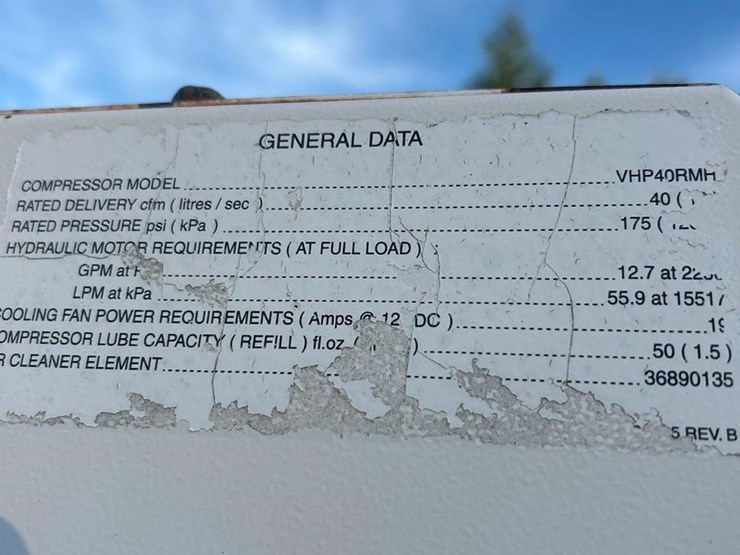 GENERAL DATA
COMPRESSOR MODEL VHP40RMH
RATED DELIVERY cfm ( litres / sec ) 40 (
RATED PRESSURE psi ( kPa ) 175 (
HYDRAULIC MOTOR REQUIREMENTS ( AT FULL LOAD ) :
GPM at 12.7 at
LPM at kPa 55.9 at 1551
COOLING FAN POWER REQUIREMENTS ( Amps @ 12 DC )
OMPRESSOR LUBE CAPACITY ( REFILL ) fl.oz. ( ) 50 ( 1.5 )
R CLEANER ELEMENT 36890135
5 REV. B